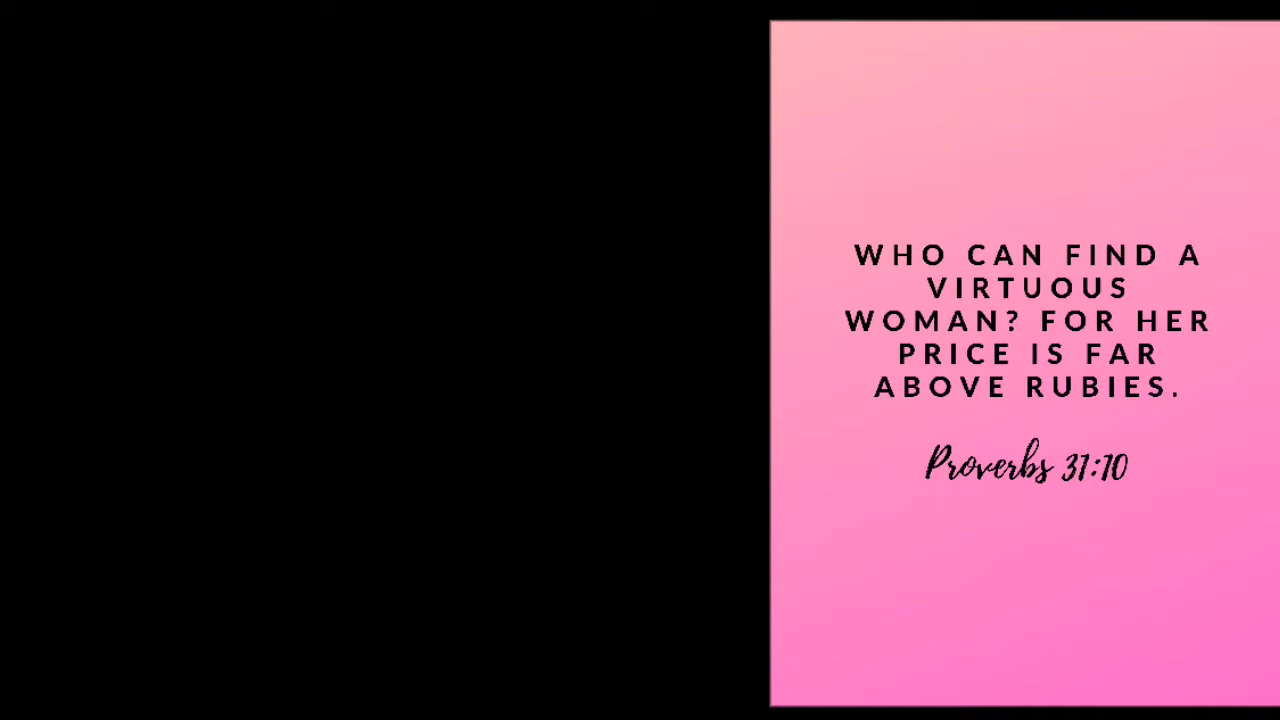 WHO CAN FIND A
VIRTUOUS
WOMAN? FOR HER
PRICE IS FAR
ABOVE RUBIES.
Proverbs 31:10